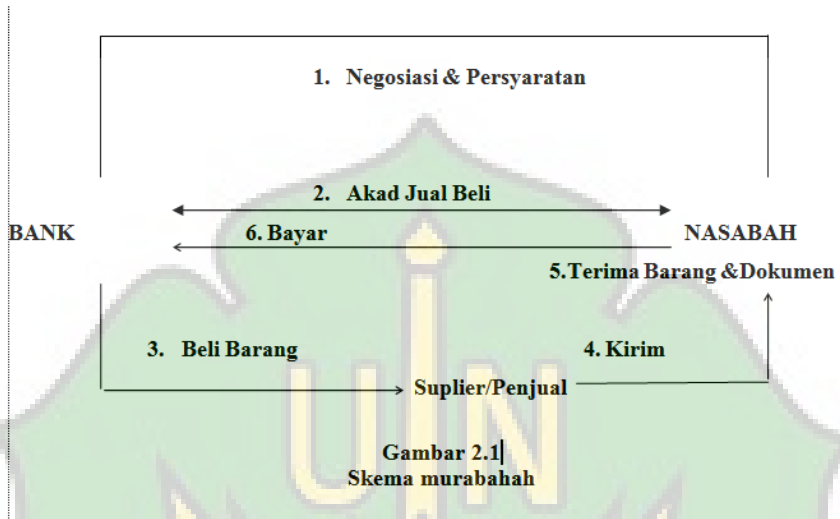 1. Negosiasi & Persyaratan
2. Akad Jual Beli
BANK
6. Bayar
NASABAH
5.Terima Barang &Dokumen
3. Beli Barang
4. Kirim
Suplier/Penjual
Gambar 2.1
Skema murabahah
UIN